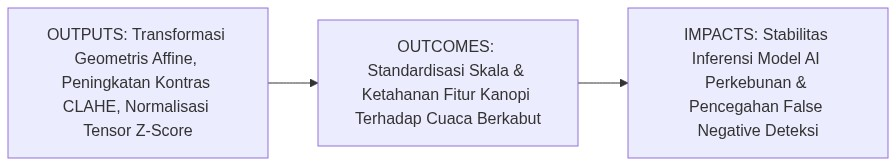 OUTPUTS: Transformasi
Geometris Affine,
Peningkatan Kontras
CLAHE, Normalisasi
Tensor Z-Score
OUTCOMES:
Standardisasi Skala &
Ketahanan Fitur Kanopi
Terhadap Cuaca Berkabut
IMPACTS: Stabilitas
Inferensi Model AI
Perkebunan &
Pencegahan False
Negative Deteksi